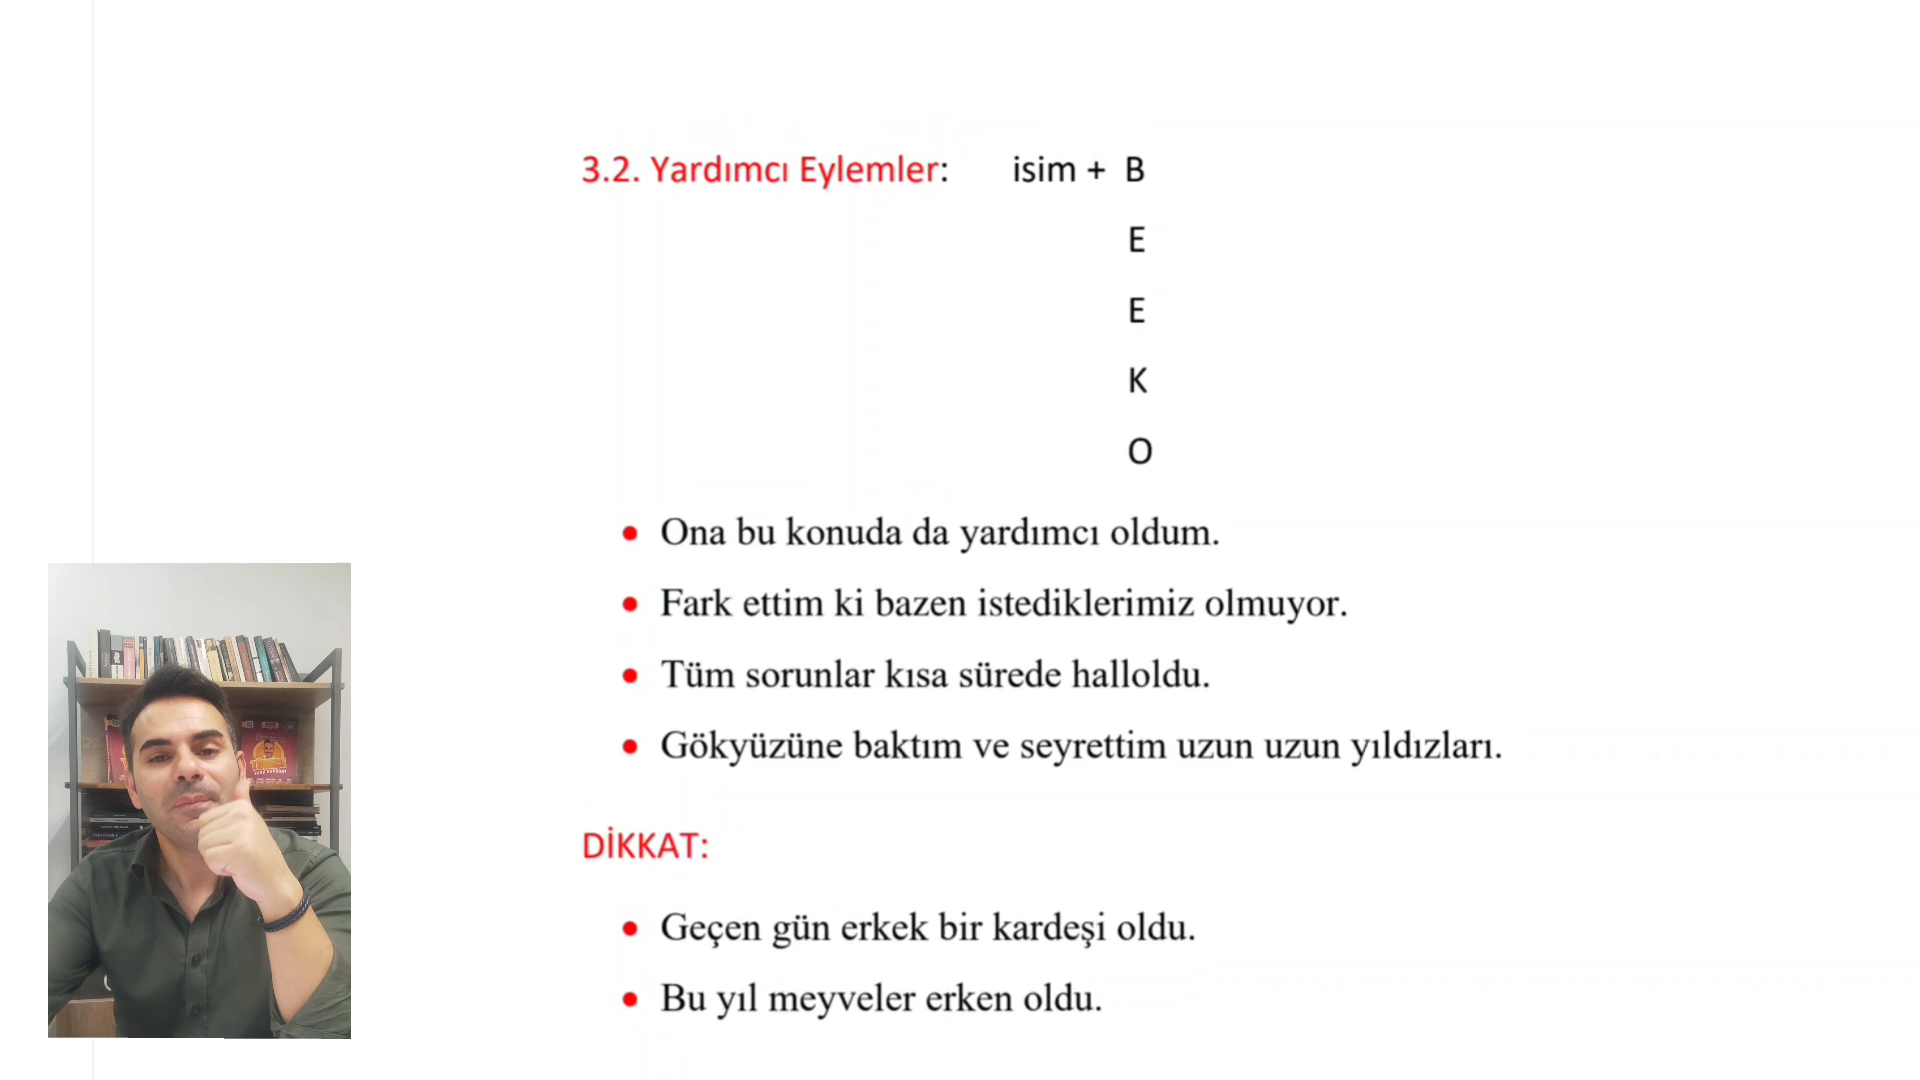 3.2. Yardımcı Eylemler: isim + B
E
E
K
O
Ona bu konuda da yardımcı oldum.
Fark ettim ki bazen istediklerimiz olmuyor.
Tüm sorunlar kısa sürede halloldu.
Gökyüzüne baktım ve seyrettim uzun uzun yıldızları.
DİKKAT:
Geçen gün erkek bir kardeşi oldu.
Bu yıl meyveler erken oldu.